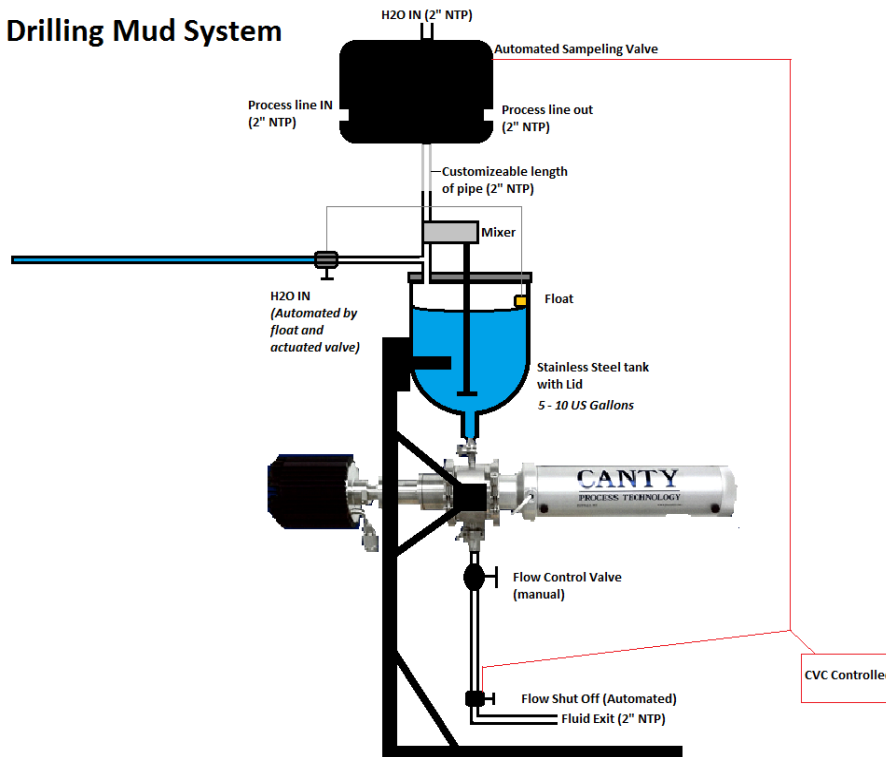 Drilling Mud System
H2O IN (2" NTP)
Automated Sampeling Valve
Process line IN
(2" NTP)
Process line out
(2" NTP)
Customizeable length
of pipe (2" NTP)
Mixer
H2O IN
(Automated by
float and
actuated valve)
Float
Stainless Steel tank
with Lid
5 - 10 US Gallons
CANTY
PROCESS TECHNOLOGY
Flow Control Valve
(manual)
CVC Controlled
Flow Shut Off (Automated)
Fluid Exit (2" NTP)